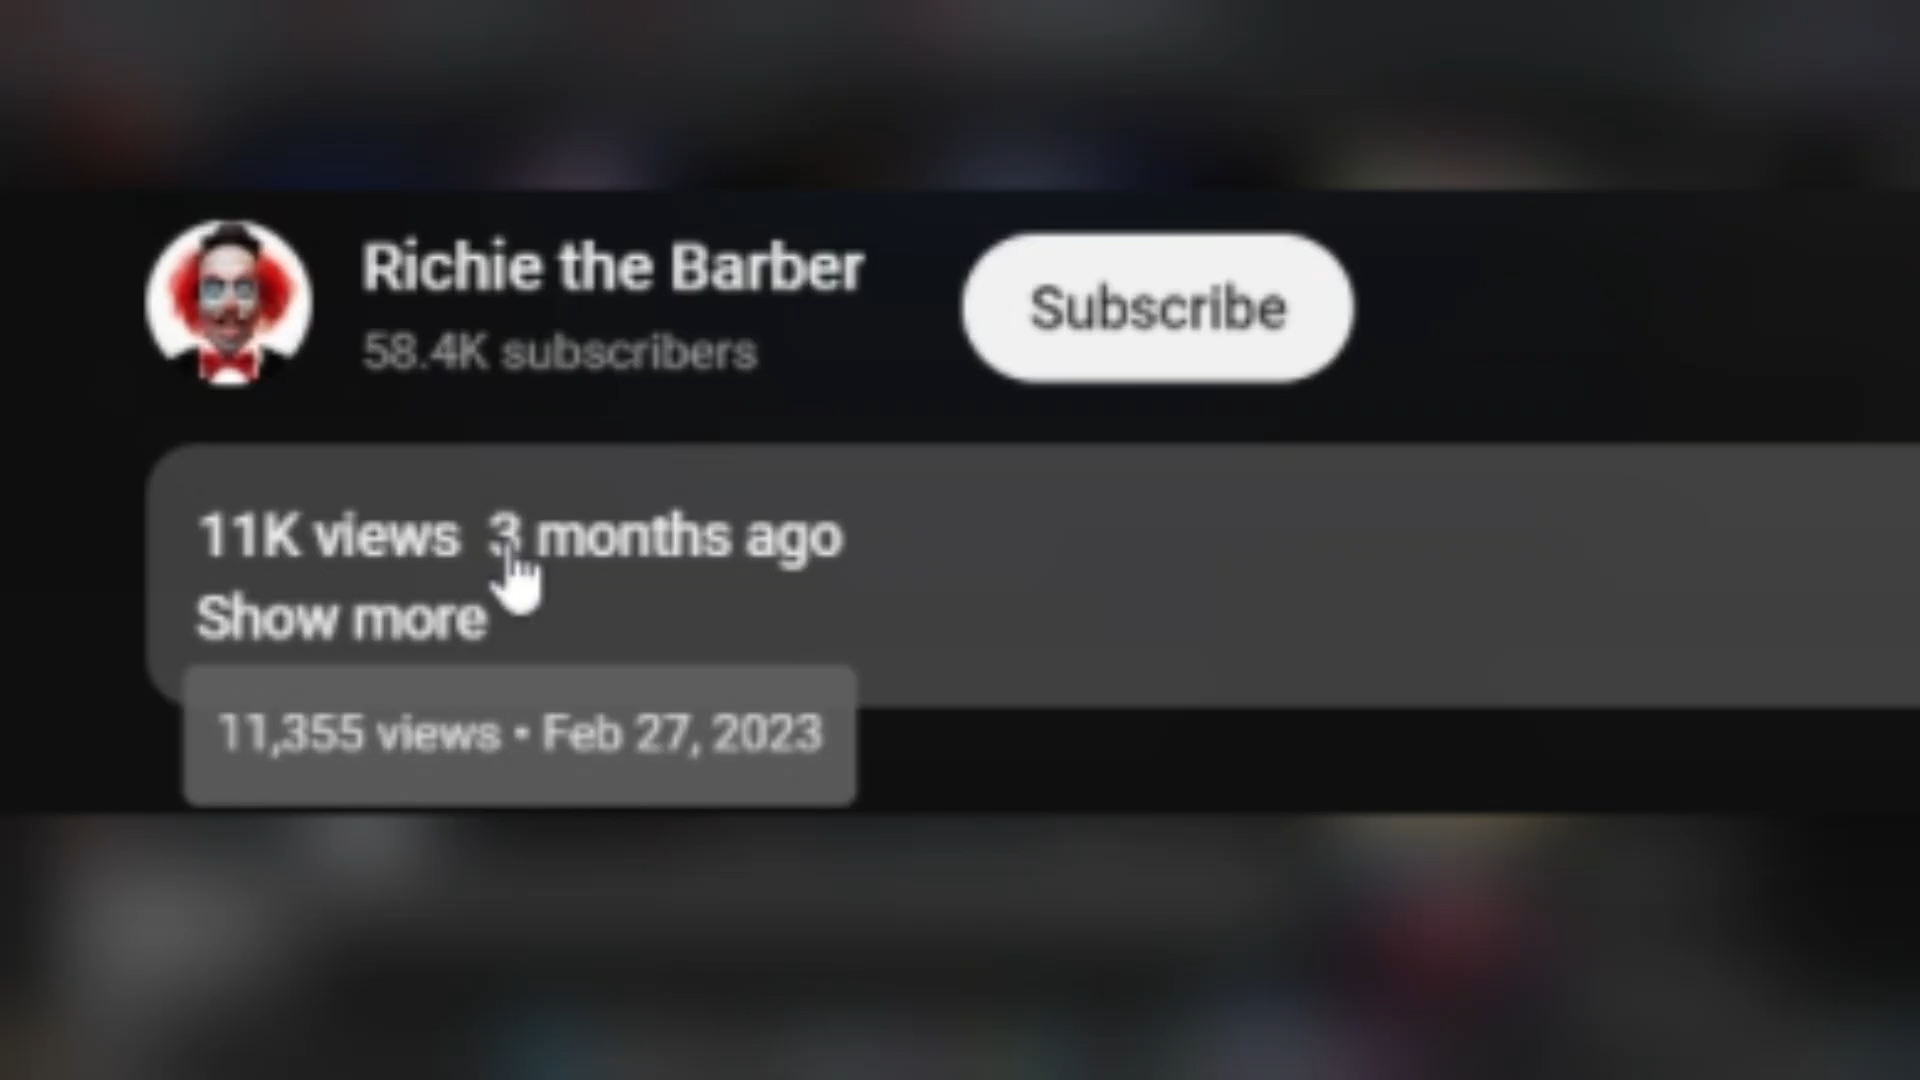 Richie the Barber
58.4K subscribers
Subscribe
11K views 3 months ago
Show more
11,355 views • Feb 27, 2023